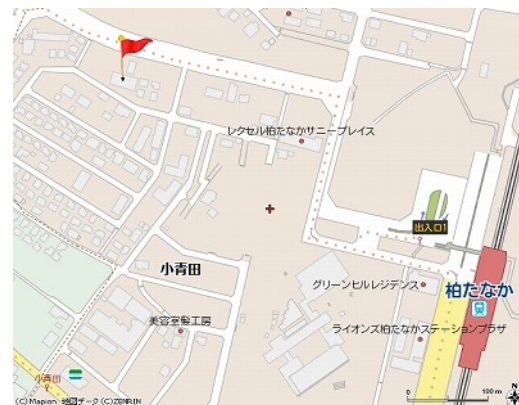 レクセル柏たなかサニープレイス
出入口1
小青田
グリーンヒルレジデンス
柏たなか
美容室髪工房
ライオンズ柏たなかステーションプラザ
小青田
0
100 m
N
(C) Mapion・地図データ (C) ZENRIN